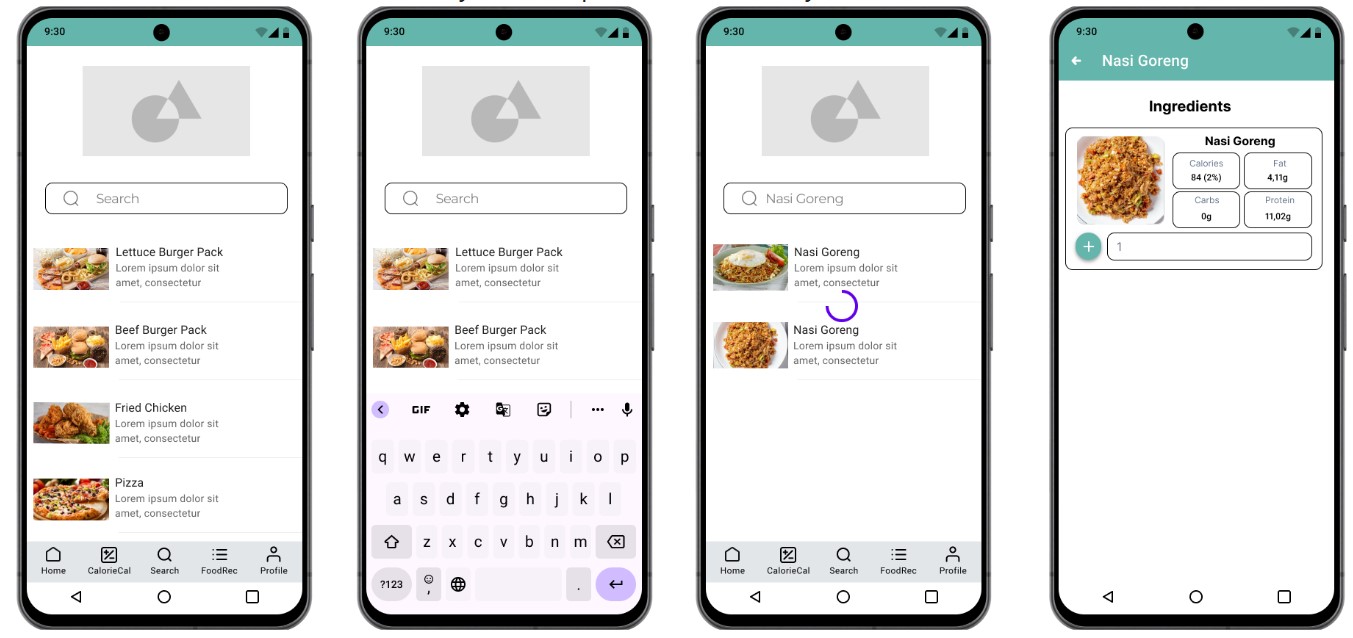 9:30
Search
Lettuce Burger Pack
Lorem ipsum dolor sit
amet, consectetur
Beef Burger Pack
Lorem ipsum dolor sit
amet, consectetur
Fried Chicken
Lorem ipsum dolor sit
amet, consectetur
Pizza
Lorem ipsum dolor sit
amet, consectetur
Home CalorieCal Search FoodRec Profile
9:30
Search
Lettuce Burger Pack
Lorem ipsum dolor sit
amet, consectetur
Beef Burger Pack
Lorem ipsum dolor sit
amet, consectetur
GIF
q w e r t y u i o p
a s d f g h j k l
z x c v b n m
?123 , .
9:30
Nasi Goreng
Nasi Goreng
Lorem ipsum dolor sit
amet, consectetur
Nasi Goreng
Lorem ipsum dolor sit
amet, consectetur
Home CalorieCal Search FoodRec Profile
9:30
Nasi Goreng
Ingredients
Nasi Goreng
Calories Fat
84 (2%) 4,11g
Carbs Protein
0g 11,02g
1